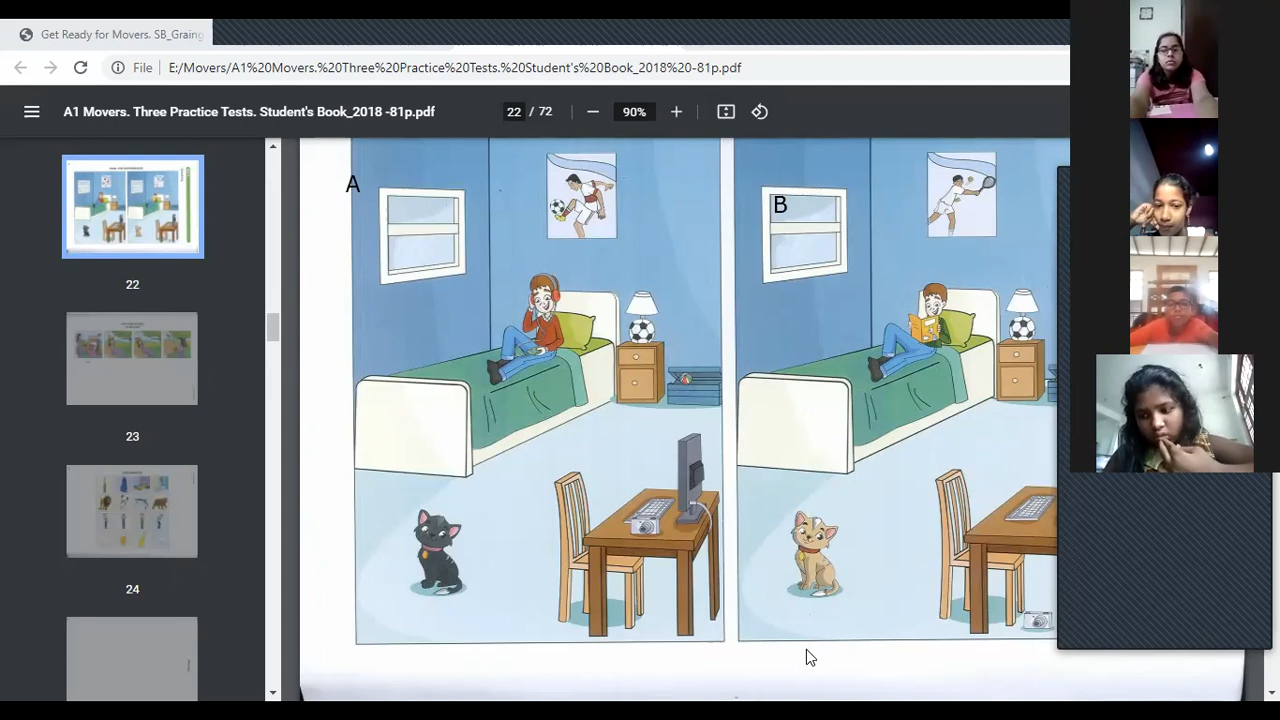 Get Ready for Movers. SB_Graing
File E:/Movers/A1%20Movers.%20Three%20Practice%20Tests.%20Student's%20Book_2018%20-81p.pdf
A1 Movers. Three Practice Tests. Student's Book_2018 -81p.pdf 22 / 72 90%
A
B
22
23
24